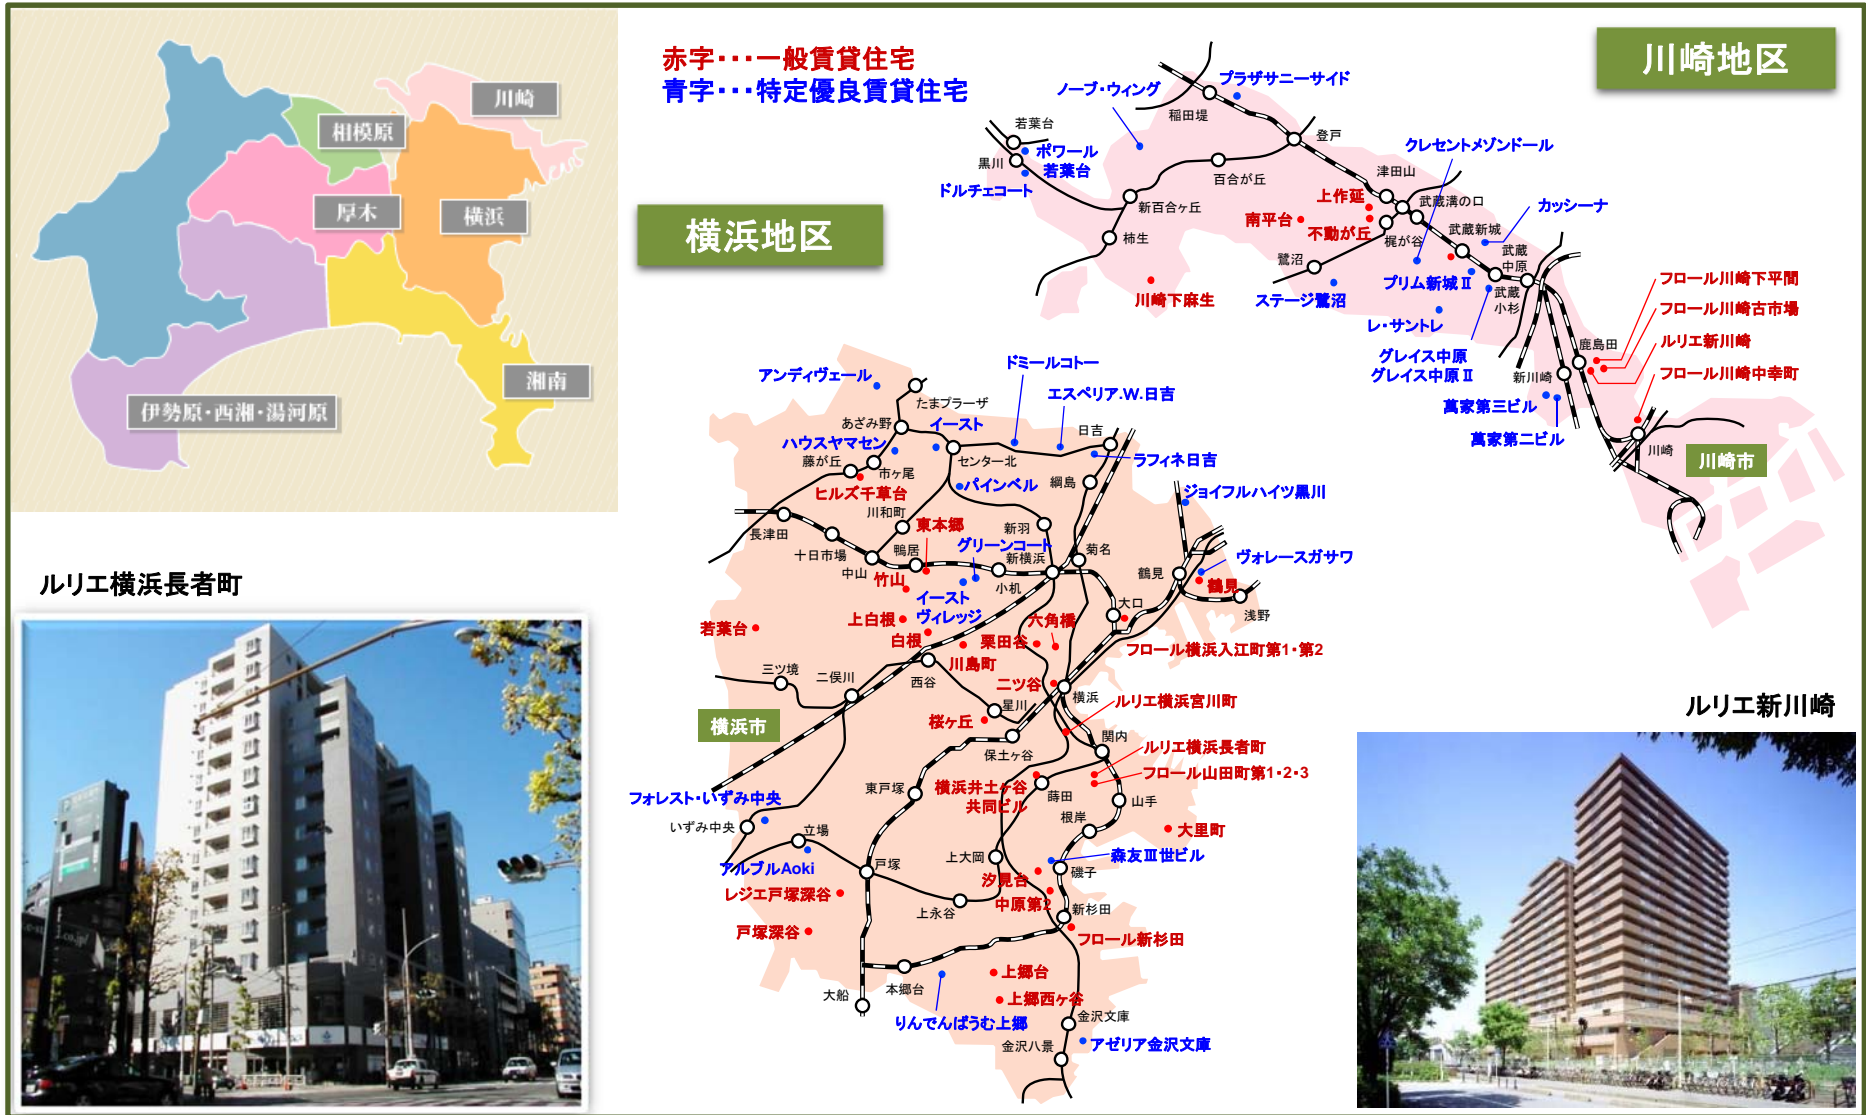 川崎
相模原
厚木
横浜
湘南
伊勢原・西湘・湯河原
赤字・・・一般賃貸住宅
青字・・・特定優良賃貸住宅
川崎地区
ノーブ・ウィング
プラザサニーサイド
稲田堤
登戸
若葉台
黒川
ポワール
若葉台
ドルチェコート
百合が丘
新百合ヶ丘
柿生
クレセントメゾンドール
津田山
上作延
武蔵溝の口
南平台
不動が丘
梶が谷
武蔵新城
カッシーナ
鷺沼
武蔵
中原
プリム新城Ⅱ
川崎下麻生
ステージ鷺沼
武蔵
小杉
レ・サントレ
グレイス中原
グレイス中原Ⅱ
フロール川崎下平間
フロール川崎古市場
ルリエ新川崎
フロール川崎中幸町
鹿島田
新川崎
萬家第三ビル
萬家第二ビル
川崎
川崎市
横浜地区
アンディヴェール
ドミールコトー
エスペリア.W.日吉
たまプラーザ
あざみ野
イースト
日吉
ハウスヤマセン
藤が丘
市ヶ尾
センター北
ラフィネ日吉
ヒルズ千草台
パインベル
綱島
ジョイフルハイツ黒川
川和町
長津田
東本郷
新羽
十日市場
鴨居
グリーンコート
中山
新横浜
菊名
竹山
小机
鶴見
ヴォレースガサワ
鶴見
イースト
ヴィレッジ
大口
浅野
上白根
若葉台
白根
栗田谷
六角橋
フロール横浜入江町第1・第2
川島町
三ツ境
二俣川
西谷
二ツ谷
横浜
星川
ルリエ横浜宮川町
横浜市
桜ヶ丘
保土ヶ谷
関内
ルリエ横浜長者町
フロール山田町第1・2・3
東戸塚
横浜井土ヶ谷
共同ビル
蒔田
山手
フォレスト・いずみ中央
いずみ中央
根岸
大里町
立場
アルブルAoki
戸塚
上大岡
森友Ⅲ世ビル
磯子
汐見台
レジエ戸塚深谷
中原第2
上永谷
新杉田
戸塚深谷
フロール新杉田
上郷台
本郷台
大船
上郷西ヶ谷
りんでんばうむ上郷
金沢文庫
金沢八景
アゼリア金沢文庫
ルリエ横浜長者町
ルリエ新川崎